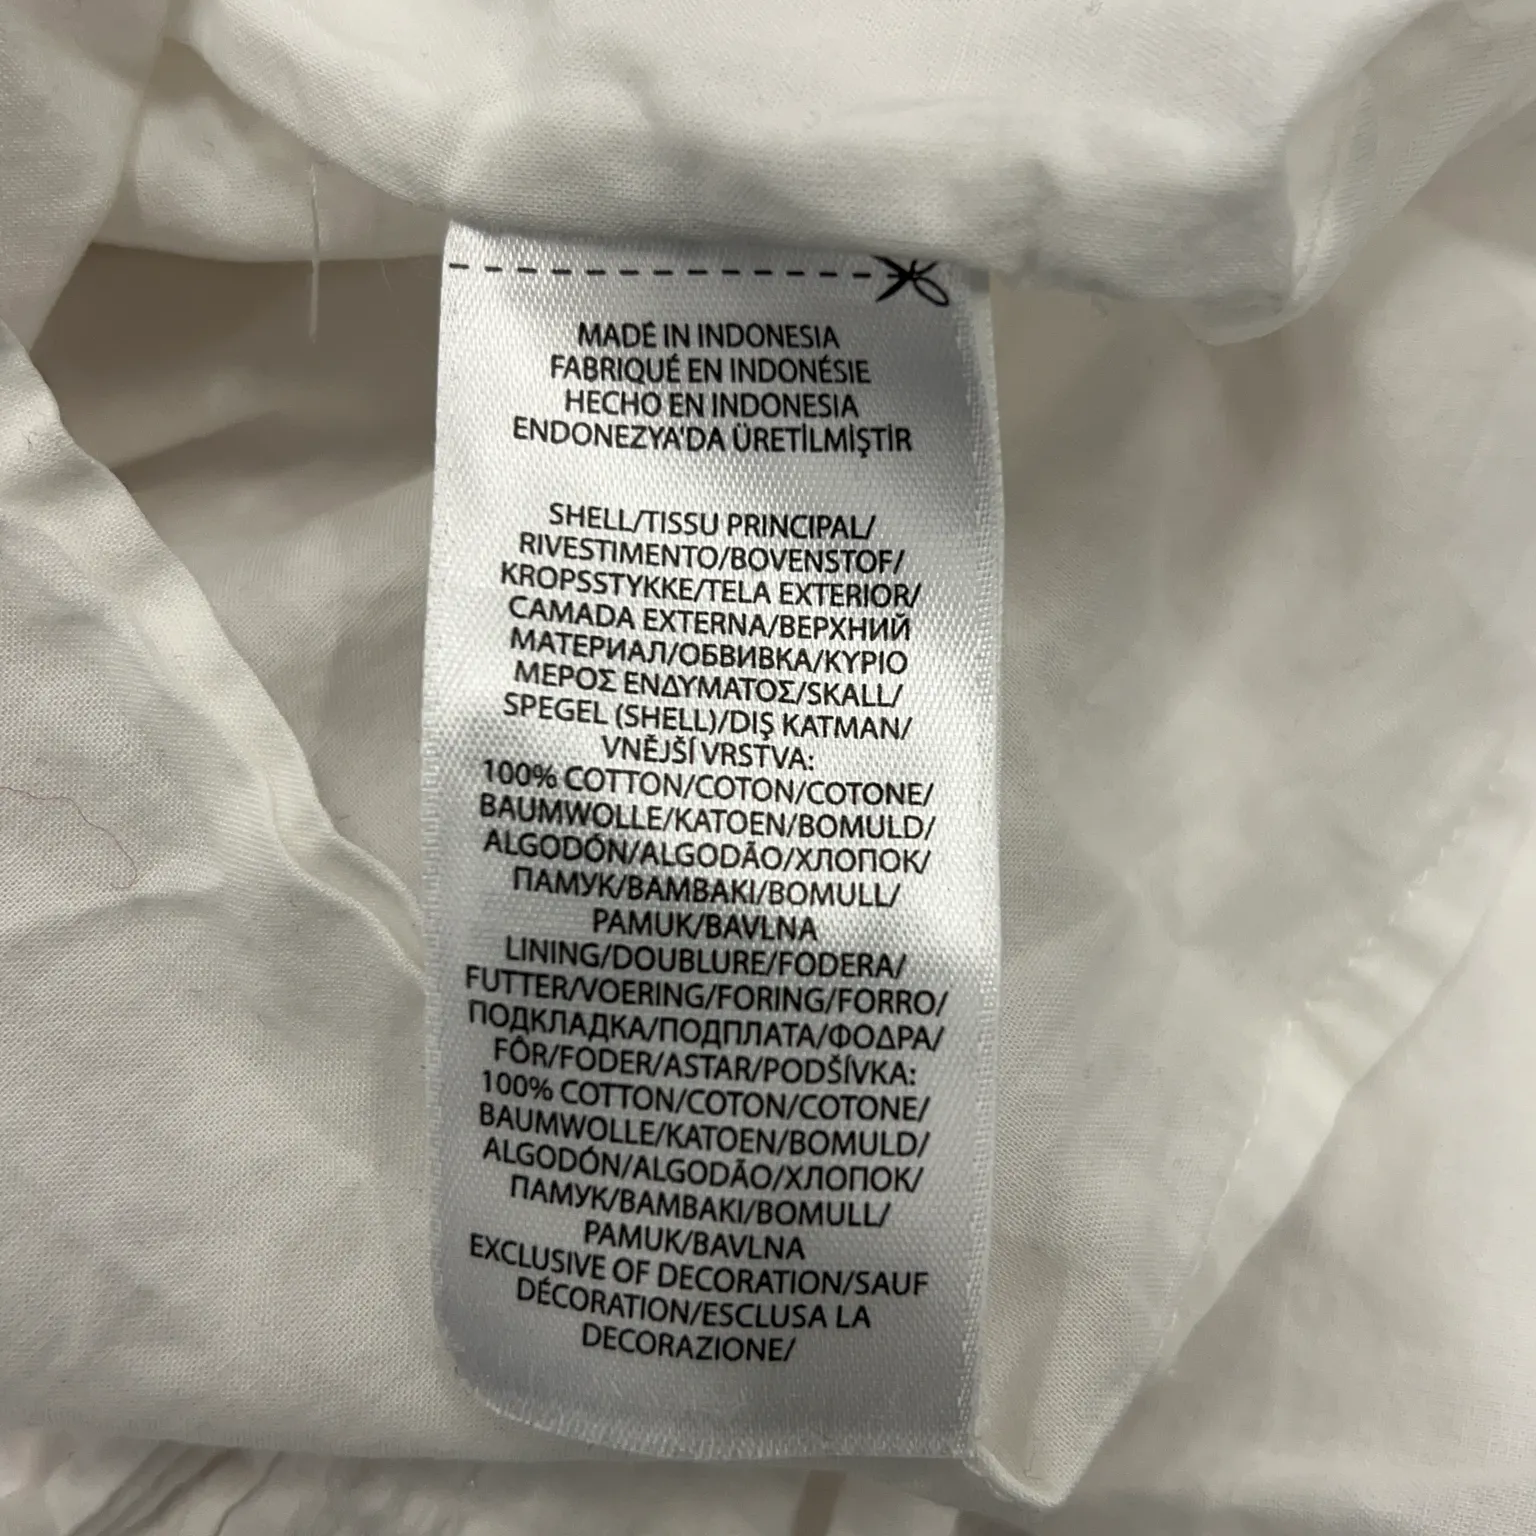 MADE IN INDONESIA
FABRIQUÉ EN INDONÉSIE
HECHO EN INDONESIA
ENDONEZYA'DA ÜRETİLMİŞTİR
SHELL/TISSU PRINCIPAL/
RIVESTIMENTO/BOVENSTOF/
KROPSSTYKKE/TELA EXTERIOR/
CAMADA EXTERNA/ВЕРХНИЙ
МАТЕРИАЛ/ОБВИВКА/ΚΥΡΙΟ
ΜΕΡΟΣ ΕΝΔΥΜΑΤΟΣ/SKALL/
SPEGEL (SHELL)/DIŞ KATMAN/
VNĚJŠÍ VRSTVA:
100% COTTON/COTON/COTONE/
BAUMWOLLE/KATOEN/BOMULD/
ALGODÓN/ALGODÃO/ХЛОПОК/
ПАМУК/ΒΑΜΒΑΚΙ/BOMULL/
PAMUK/BAVLNA
LINING/DOUBLURE/FODERA/
FUTTER/VOERING/FORING/FORRO/
ПОДКЛАДКА/ПОДПЛАТА/ΦΟΔΡΑ/
FÔR/FODER/ASTAR/PODŠÍVKA:
100% COTTON/COTON/COTONE/
BAUMWOLLE/KATOEN/BOMULD/
ALGODÓN/ALGODÃO/ХЛОПОК/
ПАМУК/ΒΑΜΒΑΚΙ/BOMULL/
PAMUK/BAVLNA
EXCLUSIVE OF DECORATION/SAUF
DÉCORATION/ESCLUSA LA
DECORAZIONE/